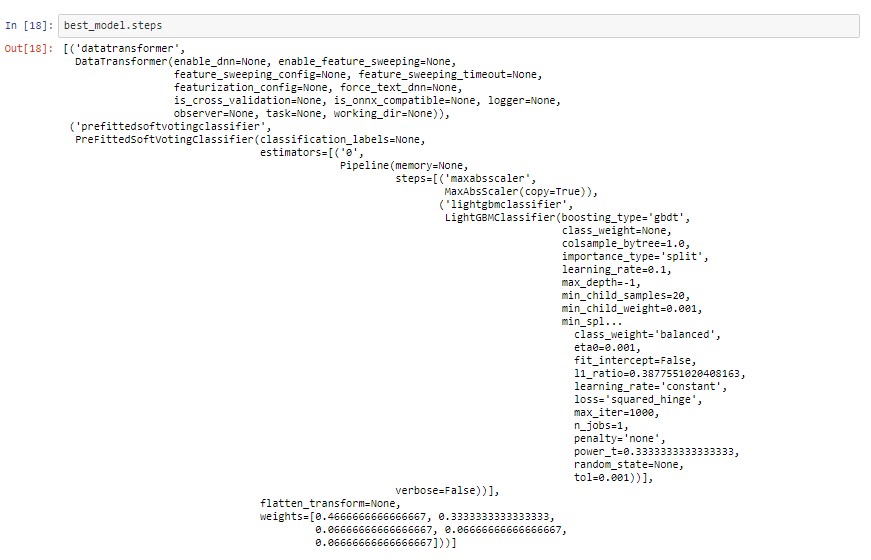 In [18]: best_model.steps
Out[18]: [('datatransformer',
DataTransformer(enable_dnn=None, enable_feature_sweeping=None,
feature_sweeping_config=None, feature_sweeping_timeout=None,
featurization_config=None, force_text_dnn=None,
is_cross_validation=None, is_onnx_compatible=None, logger=None,
observer=None, task=None, working_dir=None)),
('prefittedsoftvotingclassifier',
PreFittedSoftVotingClassifier(classification_labels=None,
estimators=[('0',
Pipeline(memory=None,
steps=[('maxabsscaler',
MaxAbsScaler(copy=True)),
('lightgbmclassifier',
LightGBMClassifier(boosting_type='gbdt',
class_weight=None,
colsample_bytree=1.0,
importance_type='split',
learning_rate=0.1,
max_depth=-1,
min_child_samples=20,
min_child_weight=0.001,
min_spl...
class_weight='balanced',
eta0=0.001,
fit_intercept=False,
l1_ratio=0.3877551020408163,
learning_rate='constant',
loss='squared_hinge',
max_iter=1000,
n_jobs=1,
penalty='none',
power_t=0.3333333333333333,
random_state=None,
tol=0.001))],
verbose=False))],
flatten_transform=None,
weights=[0.4666666666666667, 0.3333333333333333,
0.06666666666666667, 0.06666666666666667,
0.06666666666666667]))]